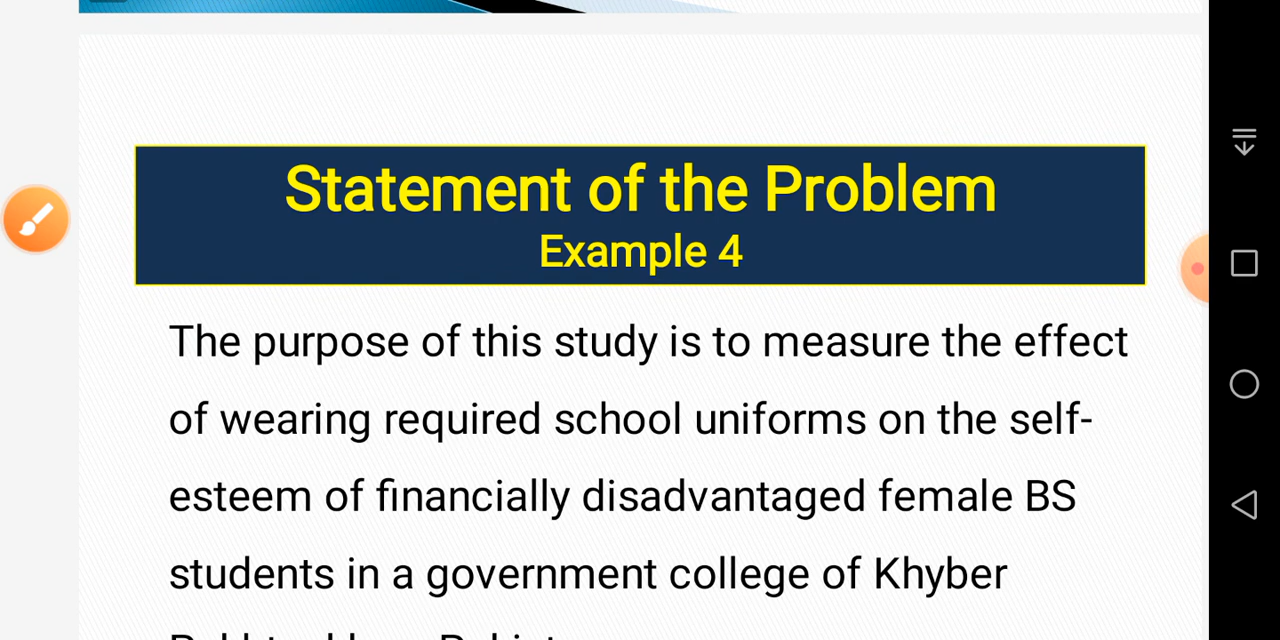 Statement of the Problem
Example 4
The purpose of this study is to measure the effect
of wearing required school uniforms on the self-
esteem of financially disadvantaged female BS
students in a government college of Khyber